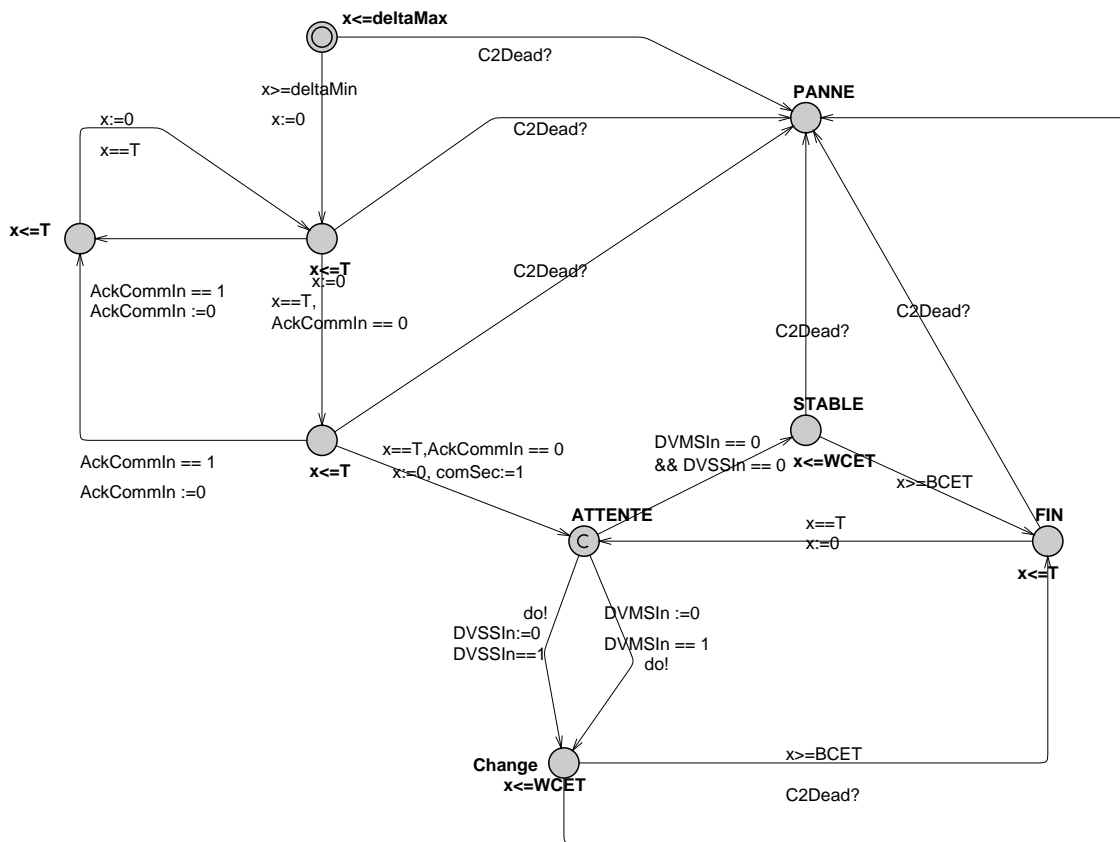 x<=deltaMax
C2Dead?
x>=deltaMin
x:=0
PANNE
x:=0
x==T
C2Dead?
x<=T
x<=T
x:=0
x==T,
AckCommIn == 0
AckCommIn == 1
AckCommIn :=0
C2Dead?
C2Dead?
C2Dead?
STABLE
x<=WCET
x<=T
AckCommIn == 1
AckCommIn :=0
x==T,AckCommIn == 0
x:=0, comSec:=1
DVMSIn == 0
&& DVSSIn == 0
x>=BCET
ATTENTE
C
x==T
x:=0
FIN
x<=T
do!
DVSSIn:=0
DVSSIn==1
DVMSIn :=0
DVMSIn == 1
do!
Change
x<=WCET
x>=BCET
C2Dead?